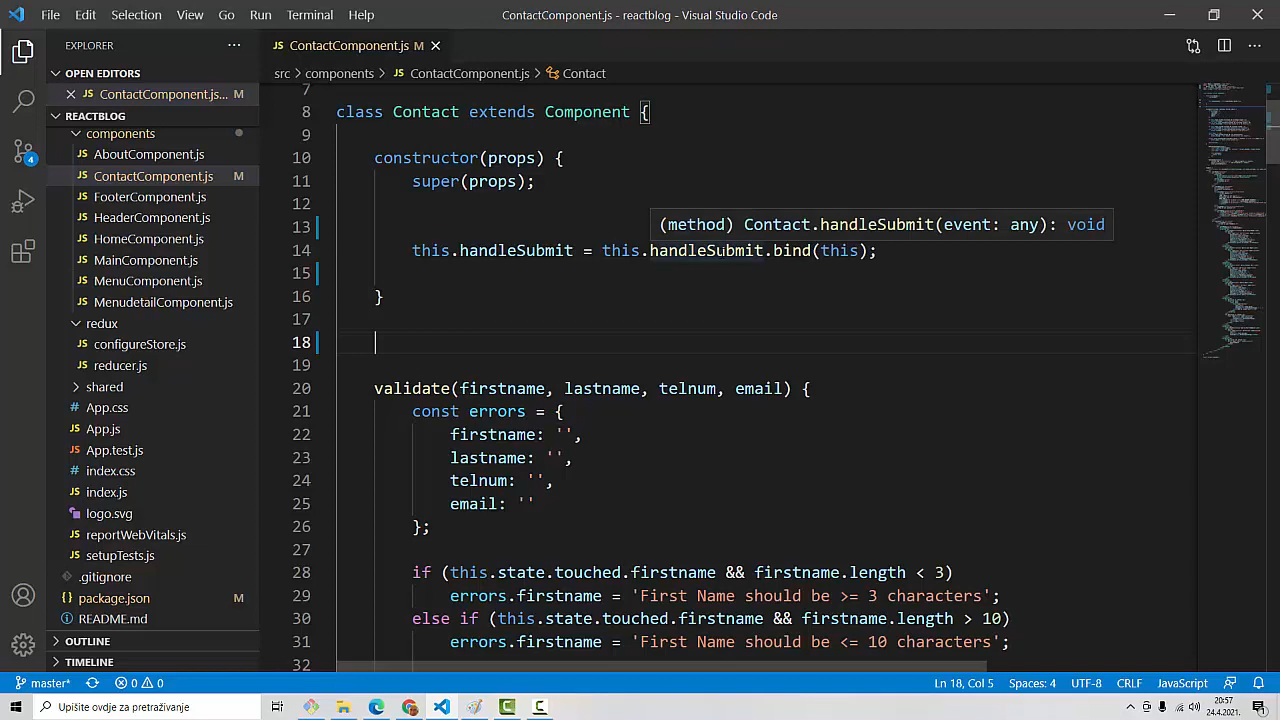 File Edit Selection View Go Run Terminal Help
ContactComponent.js - reactblog - Visual Studio Code
EXPLORER
OPEN EDITORS
ContactComponent.js... M
REACTBLOG
components
AboutComponent.js
ContactComponent.js M
FooterComponent.js
HeaderComponent.js
HomeComponent.js
MainComponent.js
MenuComponent.js
MenudetailComponent.js
redux
configureStore.js
reducer.js
shared
App.css
App.js
App.test.js
index.css
index.js
logo.svg
reportWebVitals.js
setupTests.js
.gitignore
package.json M
README.md
OUTLINE
TIMELINE
4
JS ContactComponent.js M
src > components > JS ContactComponent.js > Contact
7
8 class Contact extends Component {
9
10 constructor(props) {
11 super(props);
12
13
(method) Contact.handleSubmit(event: any): void
14 this.handleSubmit = this.handleSubmit.bind(this);
15
16 }
17
18
19
20 validate(firstname, lastname, telnum, email) {
21 const errors = {
22 firstname: '',
23 lastname: '',
24 telnum: '',
25 email: ''
26 };
27
28 if (this.state.touched.firstname && firstname.length < 3)
29 errors.firstname = 'First Name should be >= 3 characters';
30 else if (this.state.touched.firstname && firstname.length > 10)
31 errors.firstname = 'First Name should be <= 10 characters';
32
master* 0 0
Ln 18, Col 5 Spaces: 4 UTF-8 CRLF JavaScript
Upišite ovdje za pretraživanje
20:57
24.4.2021.